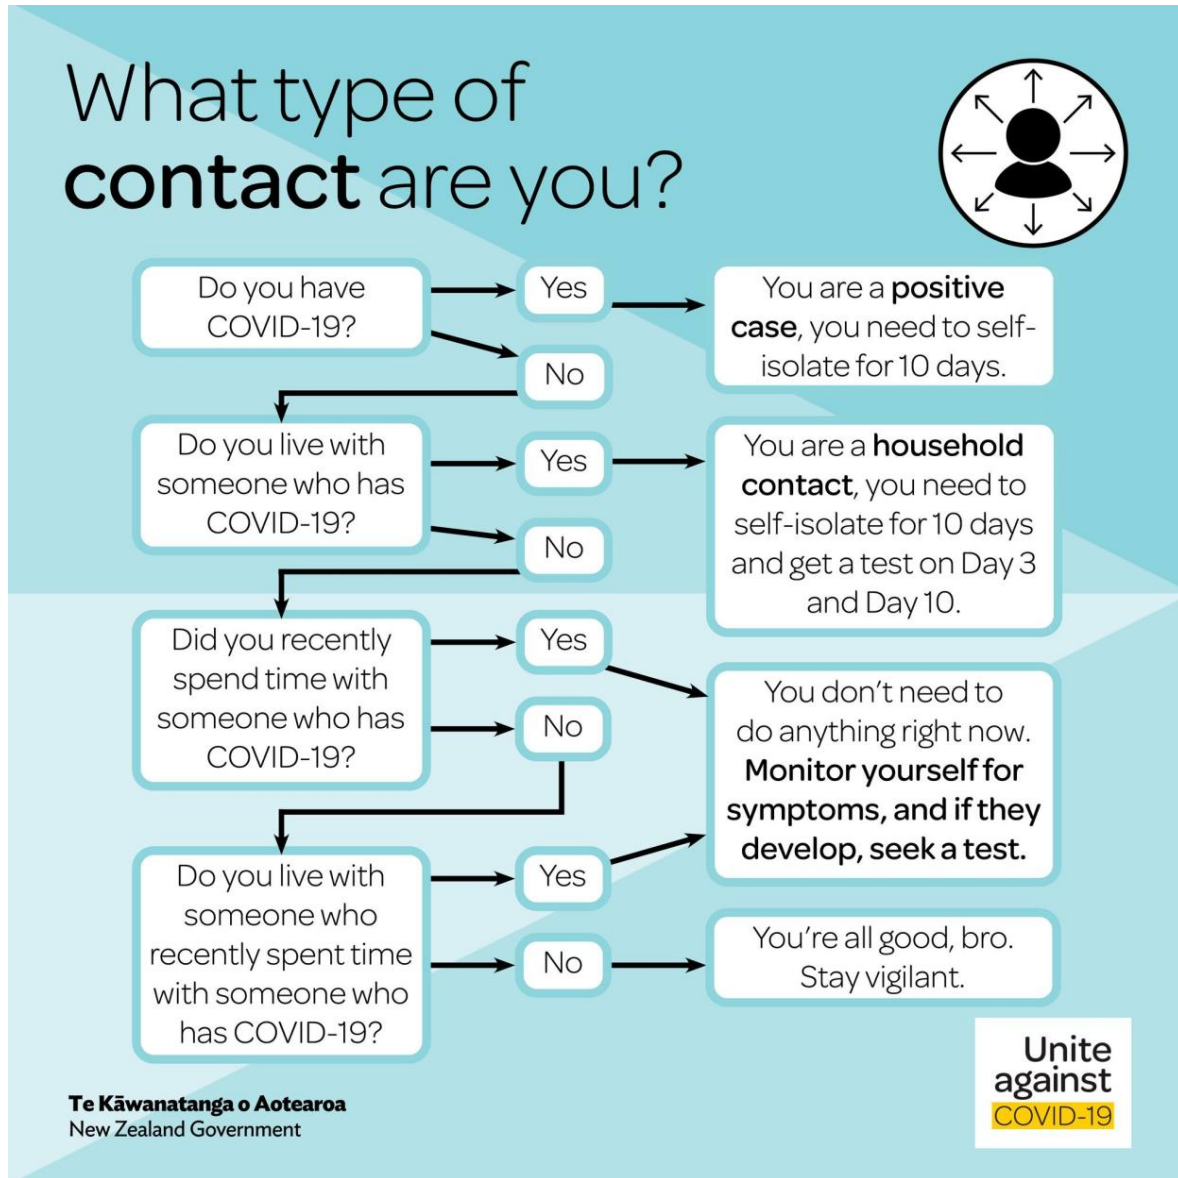 What type of
contact are you?
Do you have
COVID-19?
Yes
You are a positive
case, you need to self-
isolate for 10 days.
No
Do you live with
someone who has
COVID-19?
Yes
You are a household
contact, you need to
self-isolate for 10 days
and get a test on Day 3
and Day 10.
No
Did you recently
spend time with
someone who has
COVID-19?
Yes
No
You don't need to
do anything right now.
Monitor yourself for
symptoms, and if they
develop, seek a test.
Do you live with
someone who
recently spent time
with someone who
has COVID-19?
Yes
No
You're all good, bro.
Stay vigilant.
Te Kāwanatanga o Aotearoa
New Zealand Government
Unite
against
COVID-19